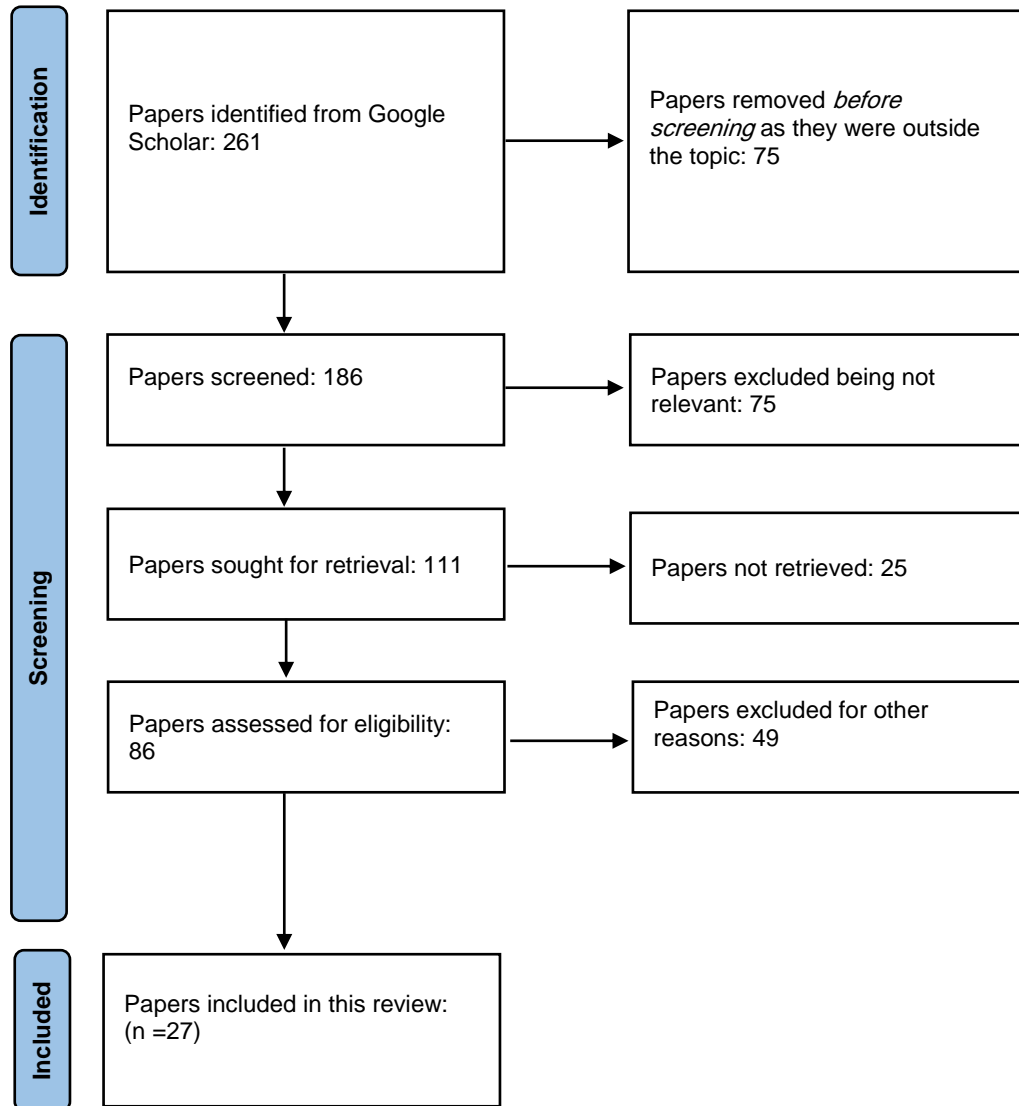 Identification
Papers identified from Google
Scholar: 261
Papers removed before
screening as they were outside
the topic: 75
Screening
Papers screened: 186
Papers excluded being not
relevant: 75
Papers sought for retrieval: 111
Papers not retrieved: 25
Papers assessed for eligibility:
86
Papers excluded for other
reasons: 49
Included
Papers included in this review:
(n =27)